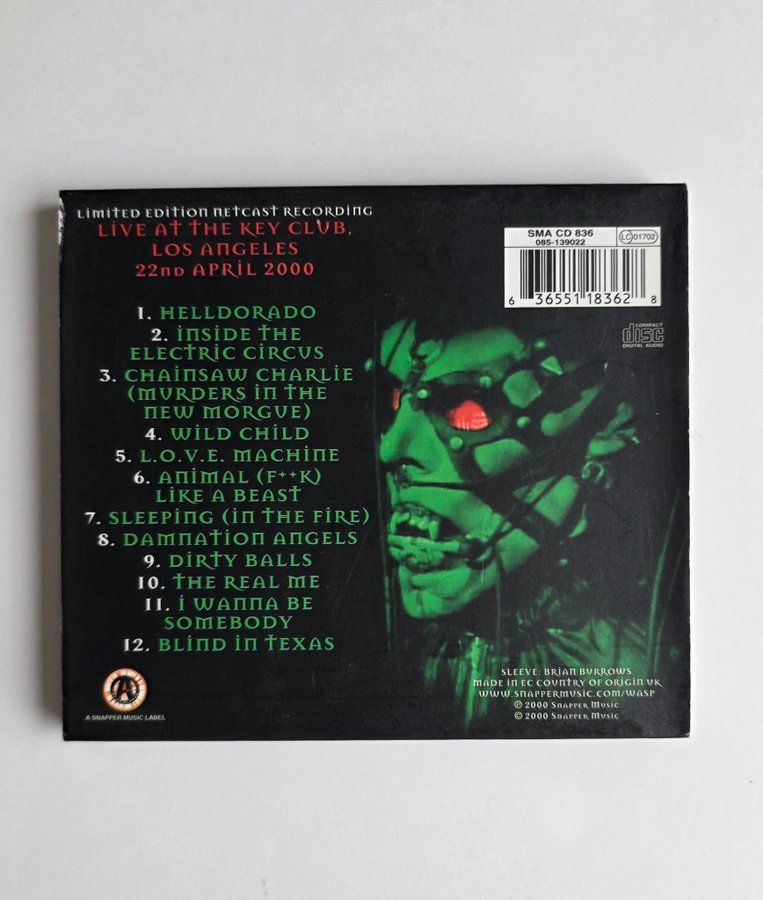 LIMITED EDITION NETCAST RECORDING
LIVE AT THE KEY CLUB,
LOS ANGELES
22ND APRIL 2000
SMA CD 836
085-139022
LC 01702
6 36551 18362 8
COMPACT
disc
DIGITAL AUDIO
1. HELLDORADO
2. INSIDE THE
ELECTRIC CIRCUS
3. CHAINSAW CHARLIE
(MURDERS IN THE
NEW MORGUE)
4. WILD CHILD
5. L.O.V.E. MACHINE
6. ANIMAL (F**K)
LIKE A BEAST
7. SLEEPING (IN THE FIRE)
8. DAMNATION ANGELS
9. DIRTY BALLS
10. THE REAL ME
11. I WANNA BE
SOMEBODY
12. BLIND IN TEXAS
A
A SNAPPER MUSIC LABEL
SLEEVE: BRIAN BURROWS
MADE IN EC COUNTRY OF ORIGIN UK
WWW.SNAPPERMUSIC.COM/WASP
℗ 2000 SNAPPER MUSIC
© 2000 SNAPPER MUSIC